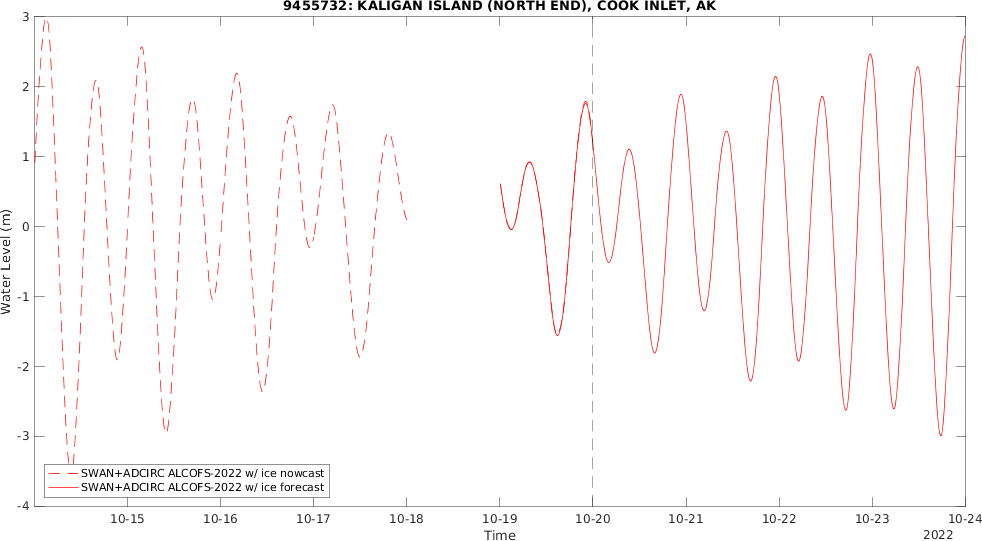 9455732: KALIGAN ISLAND (NORTH END), COOK INLET, AK
3
2
1
0
-1
-2
-3
-4
Water Level (m)
SWAN+ADCIRC ALCOFS-2022 w/ ice nowcast
SWAN+ADCIRC ALCOFS-2022 w/ ice forecast
10-15 10-16 10-17 10-18 10-19 10-20 10-21 10-22 10-23 10-24
Time
2022